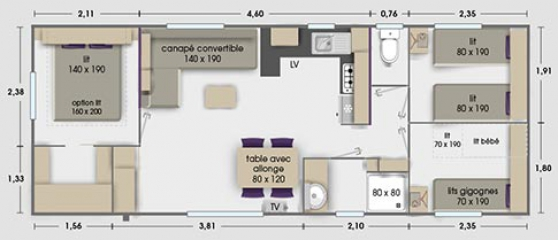 2,11
4,60
0,76
2,35
lit
140 x 190
option lit
160 x 200
canapé convertible
140 x 190
LV
lit
80 x 190
lit
80 x 190
2,38
1,91
table avec
allonge
80 x 120
TV
80 x 80
lit
70 x 190
lit bébé
lits gigognes
70 x 190
1,33
1,80
1,56
3,81
2,10
2,35